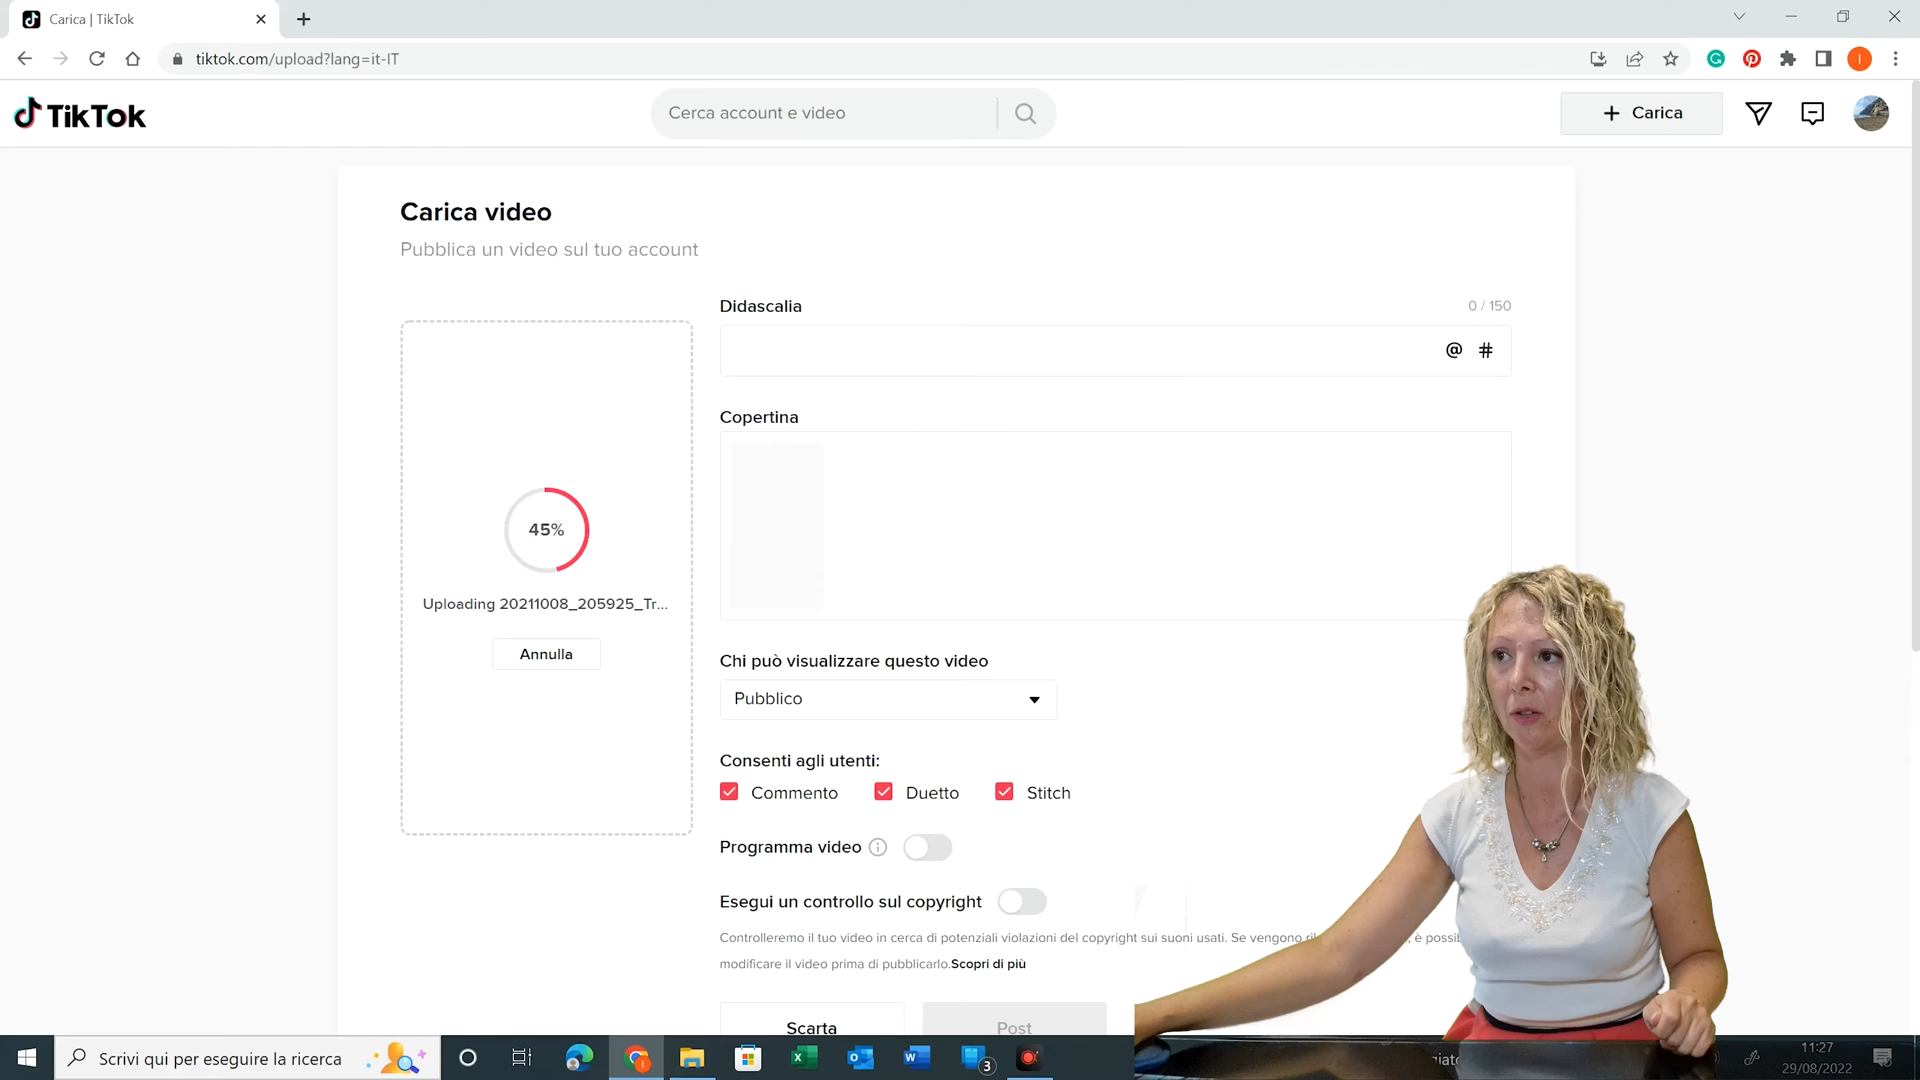 Carica | TikTok
tiktok.com/upload?lang=it-IT
TikTok
Cerca account e video
Carica
Carica video
Pubblica un video sul tuo account
Didascalia
0 / 150
@ #
Copertina
45%
Uploading 20211008_205925_Tr...
Annulla
Chi può visualizzare questo video
Pubblico
Consenti agli utenti:
Commento
Duetto
Stitch
Programma video
Esegui un controllo sul copyright
Controlleremo il tuo video in cerca di potenziali violazioni del copyright sui suoni usati. Se vengono è
modificare il video prima di pubblicarlo.Scopri di più
Scarta
Post
Scrivi qui per eseguire la ricerca
3
11:27
29/08/2022